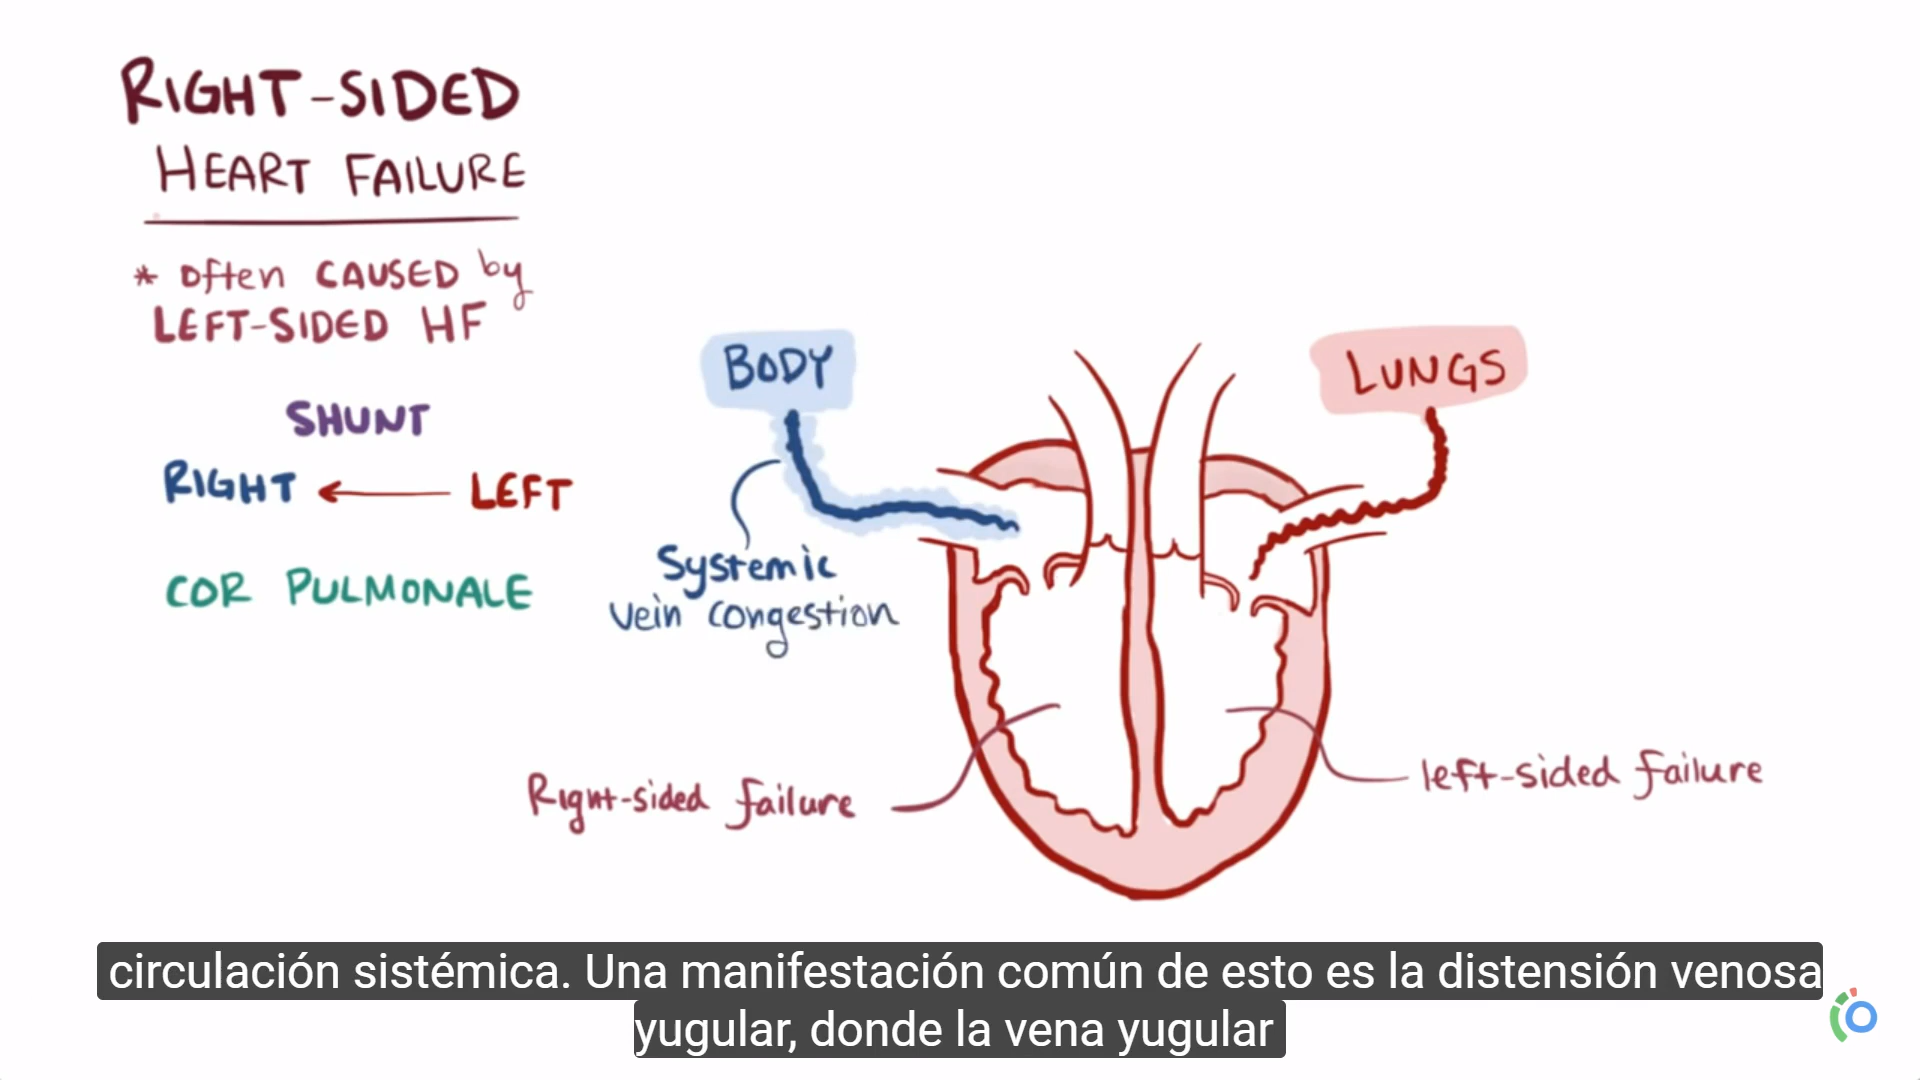 RIGHT-SIDED
HEART FAILURE
* often CAUSED by
LEFT-SIDED HF
SHUNT
RIGHT ← LEFT
COR PULMONALE
BODY
LUNGS
Systemic
vein congestion
Right-sided failure
left-sided failure
circulación sistémica. Una manifestación común de esto es la distensión venosa
yugular, donde la vena yugular